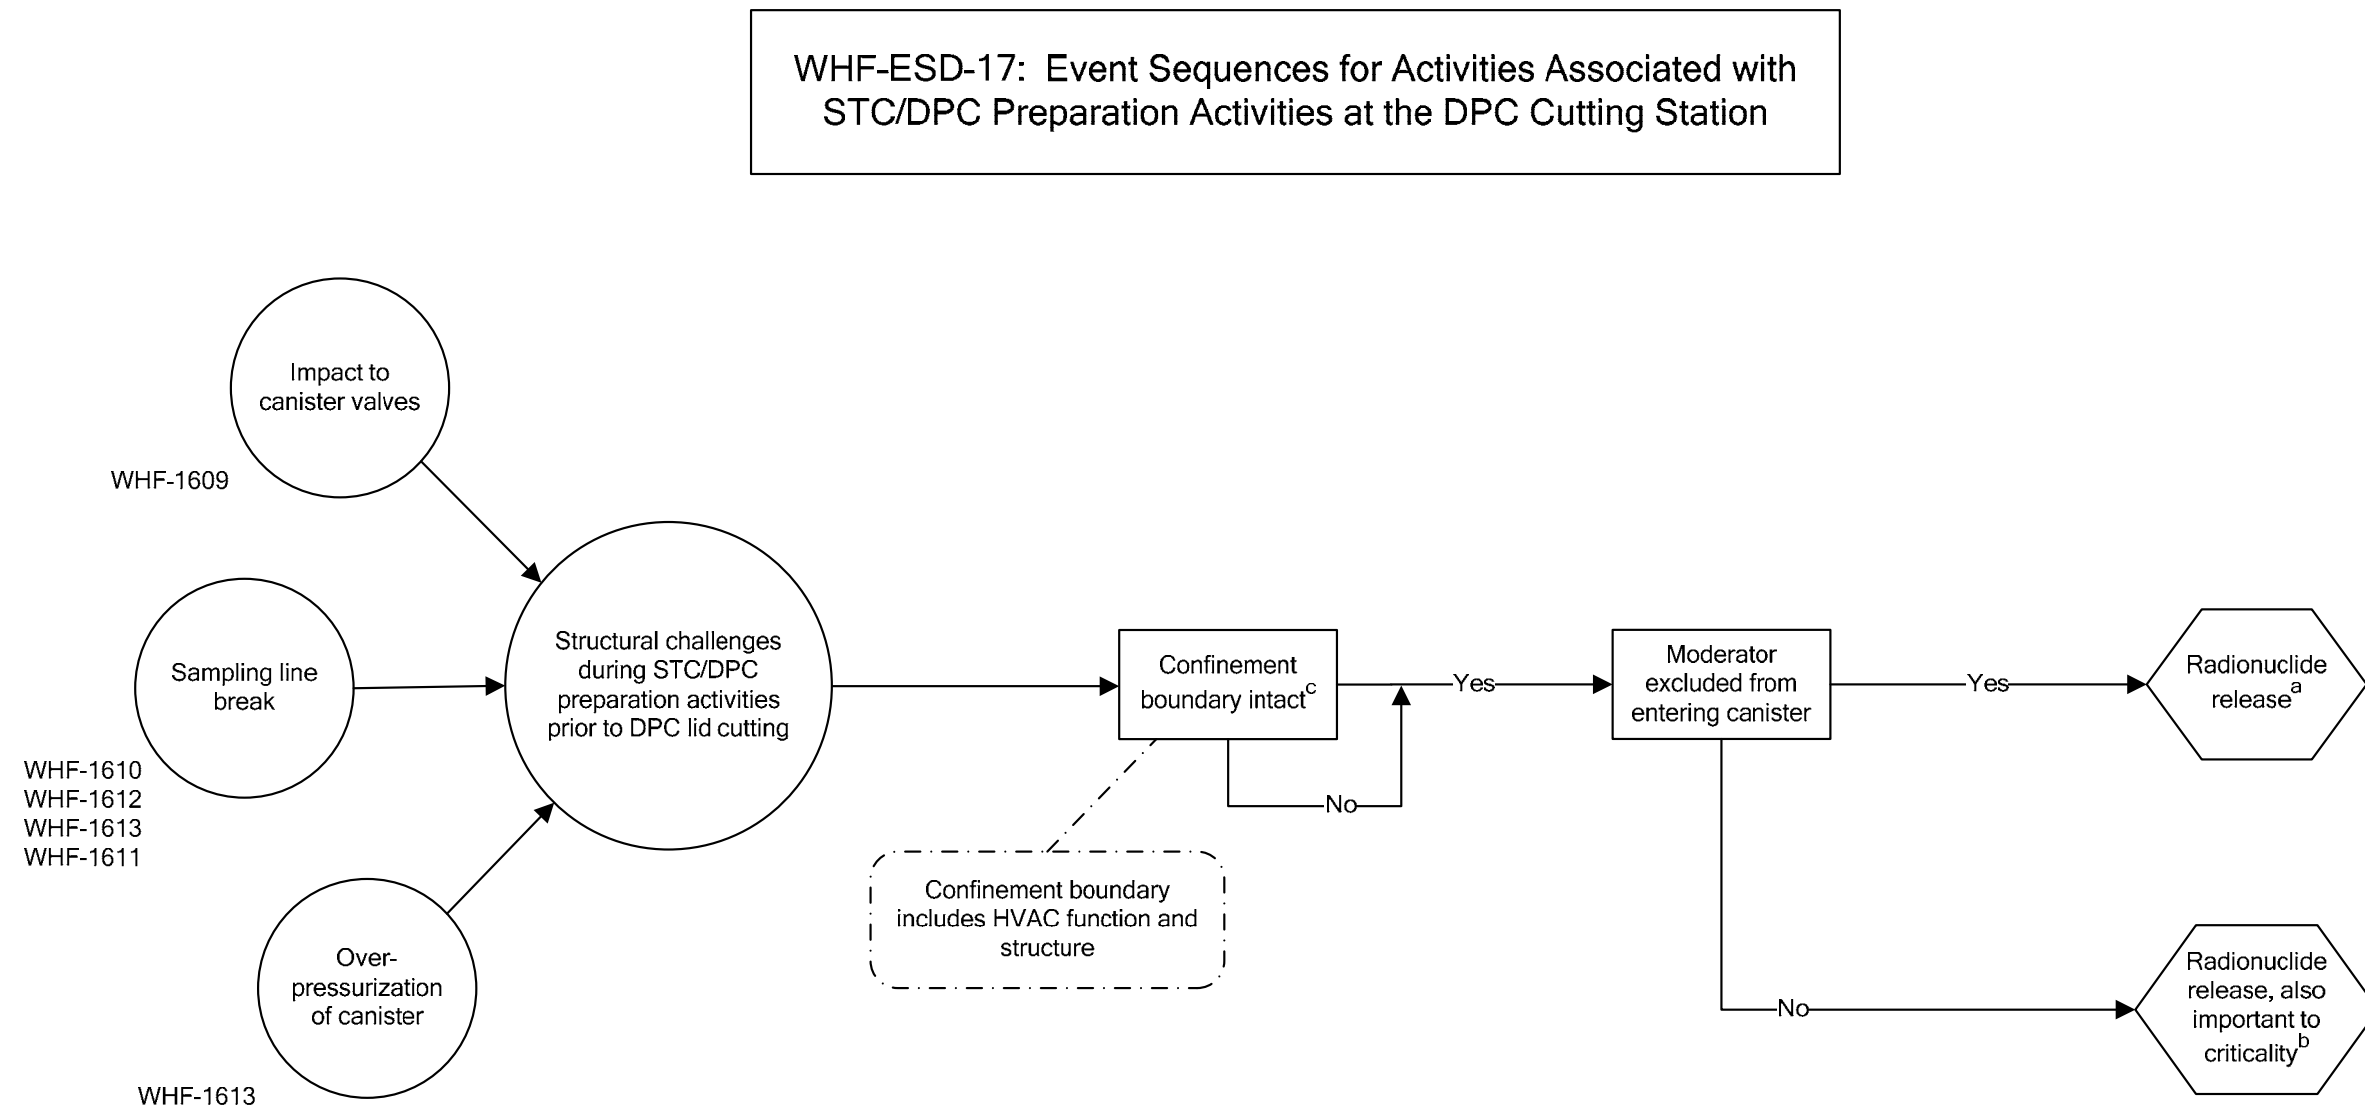 WHF-ESD-17:  Event Sequences for Activities Associated with
STC/DPC Preparation Activities at the DPC Cutting Station
Impact to
canister valves
WHF-1609
Sampling line
break
WHF-1610
WHF-1612
WHF-1613
WHF-1611
Over-
pressurization
of canister
WHF-1613
Structural challenges
during STC/DPC
preparation activities
prior to DPC lid cutting
Confinement
boundary intactᶜ
No
Yes
Confinement boundary
includes HVAC function and
structure
Moderator
excluded from
entering canister
Yes
Radionuclide
releaseᵃ
No
Radionuclide
release, also
important to
criticalityᵇ